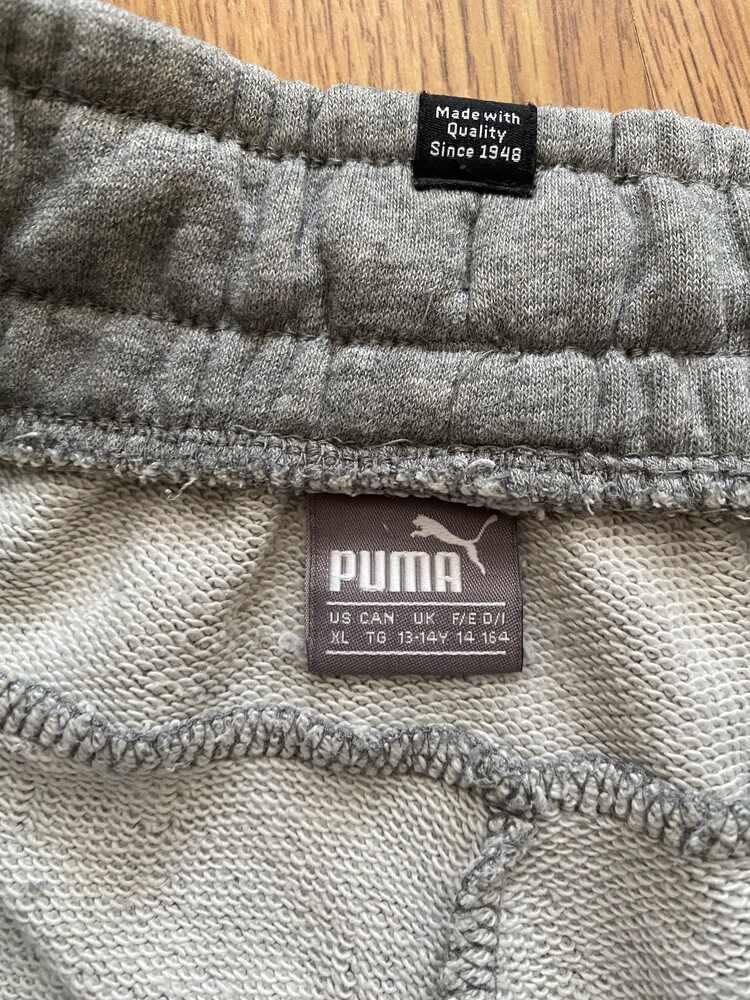 Made with
Quality
Since 1948
PUMA
US CAN UK F/E D/I
XL TG 13-14Y 14 164